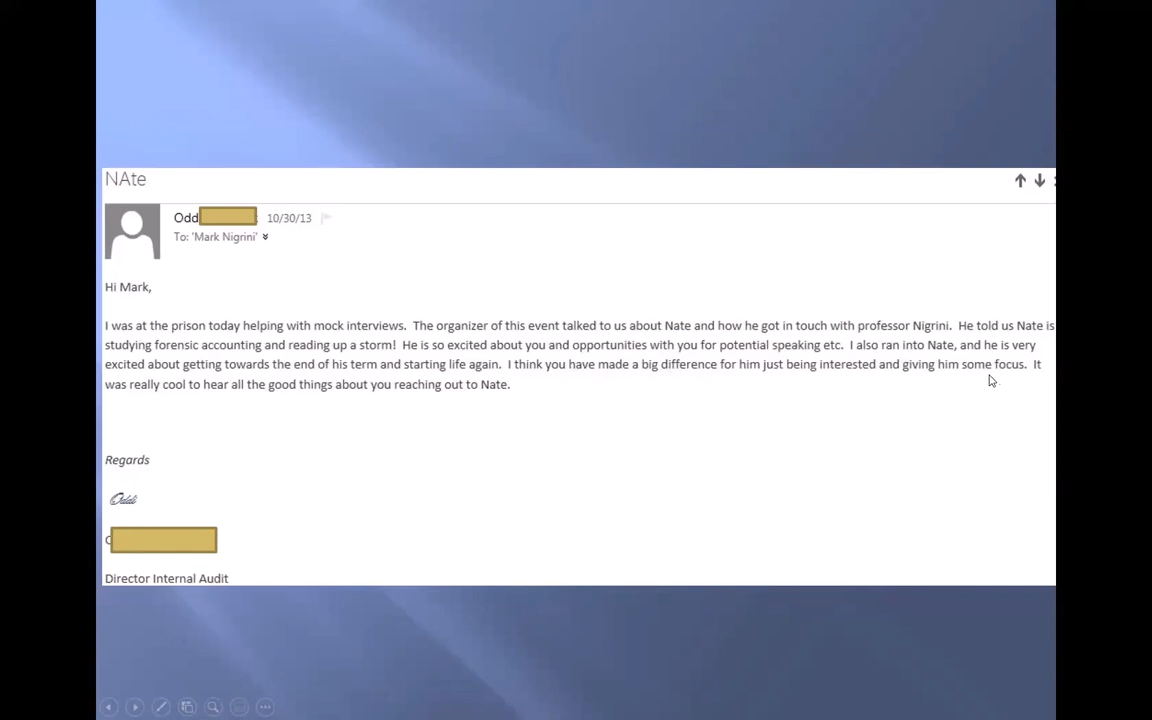 NAte
Odd 10/30/13
To: 'Mark Nigrini'
Hi Mark,
I was at the prison today helping with mock interviews. The organizer of this event talked to us about Nate and how he got in touch with professor Nigrini. He told us Nate is
studying forensic accounting and reading up a storm! He is so excited about you and opportunities with you for potential speaking etc. I also ran into Nate, and he is very
excited about getting towards the end of his term and starting life again. I think you have made a big difference for him just being interested and giving him some focus. It
was really cool to hear all the good things about you reaching out to Nate.
Regards
Oddi
Director Internal Audit